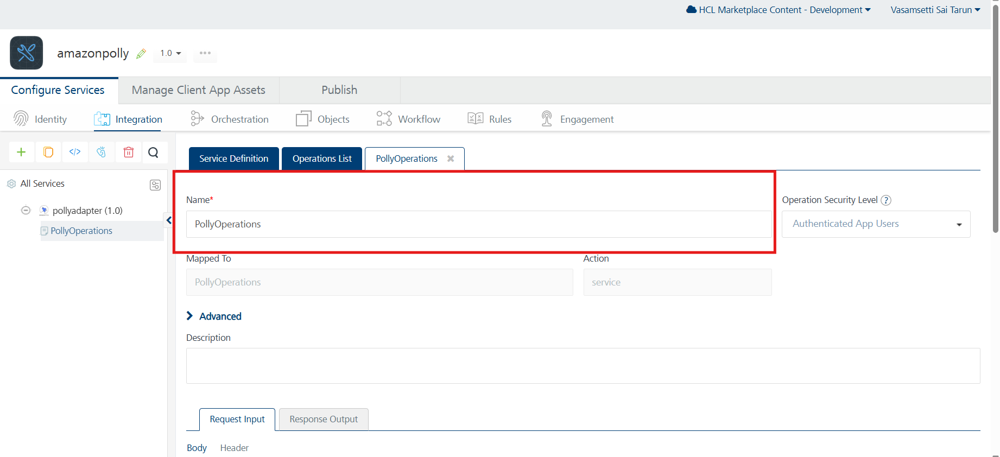 HCL Marketplace Content - Development Vasamsetti Sai Tarun
amazonpolly 1.0
Configure Services Manage Client App Assets Publish
Identity Integration Orchestration Objects Workflow Rules Engagement
Service Definition Operations List PollyOperations
All Services
pollyadapter (1.0)
PollyOperations
Name*
PollyOperations
Operation Security Level ?
Authenticated App Users
Mapped To Action
PollyOperations service
Advanced
Description
Request Input Response Output
Body Header